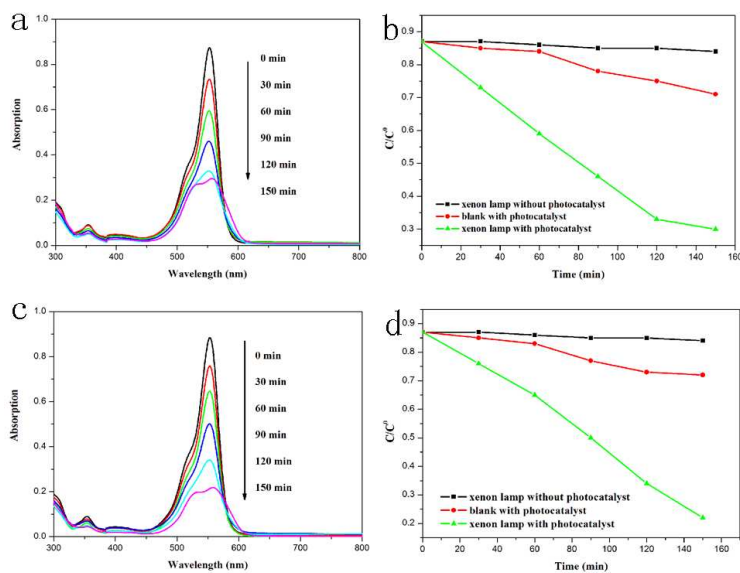 a
1.0
0.8
0.6
0.4
0.2
0.0
Absorption
0 min
30 min
60 min
90 min
120 min
150 min
300 400 500 600 700 800
Wavelength (nm)
b
0.9
0.8
0.7
0.6
0.5
0.4
0.3
C/C⁰
xenon lamp without photocatalyst
blank with photocatalyst
xenon lamp with photocatalyst
0 20 40 60 80 100 120 140 160
Time (min)
c
1.0
0.8
0.6
0.4
0.2
0.0
Absorption
0 min
30 min
60 min
90 min
120 min
150 min
300 400 500 600 700 800
Wavelength (nm)
d
0.9
0.8
0.7
0.6
0.5
0.4
0.3
0.2
C/C⁰
xenon lamp without photocatalyst
blank with photocatalyst
xenon lamp with photocatalyst
0 20 40 60 80 100 120 140 160
Time (min)